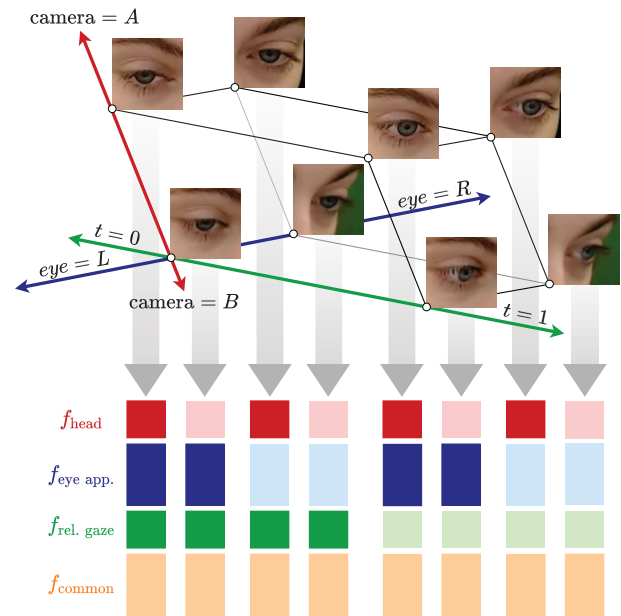 camera = A
eye = R
t = 0
eye = L
camera = B
t = 1
f_head
f_eye app.
f_rel. gaze
f_common